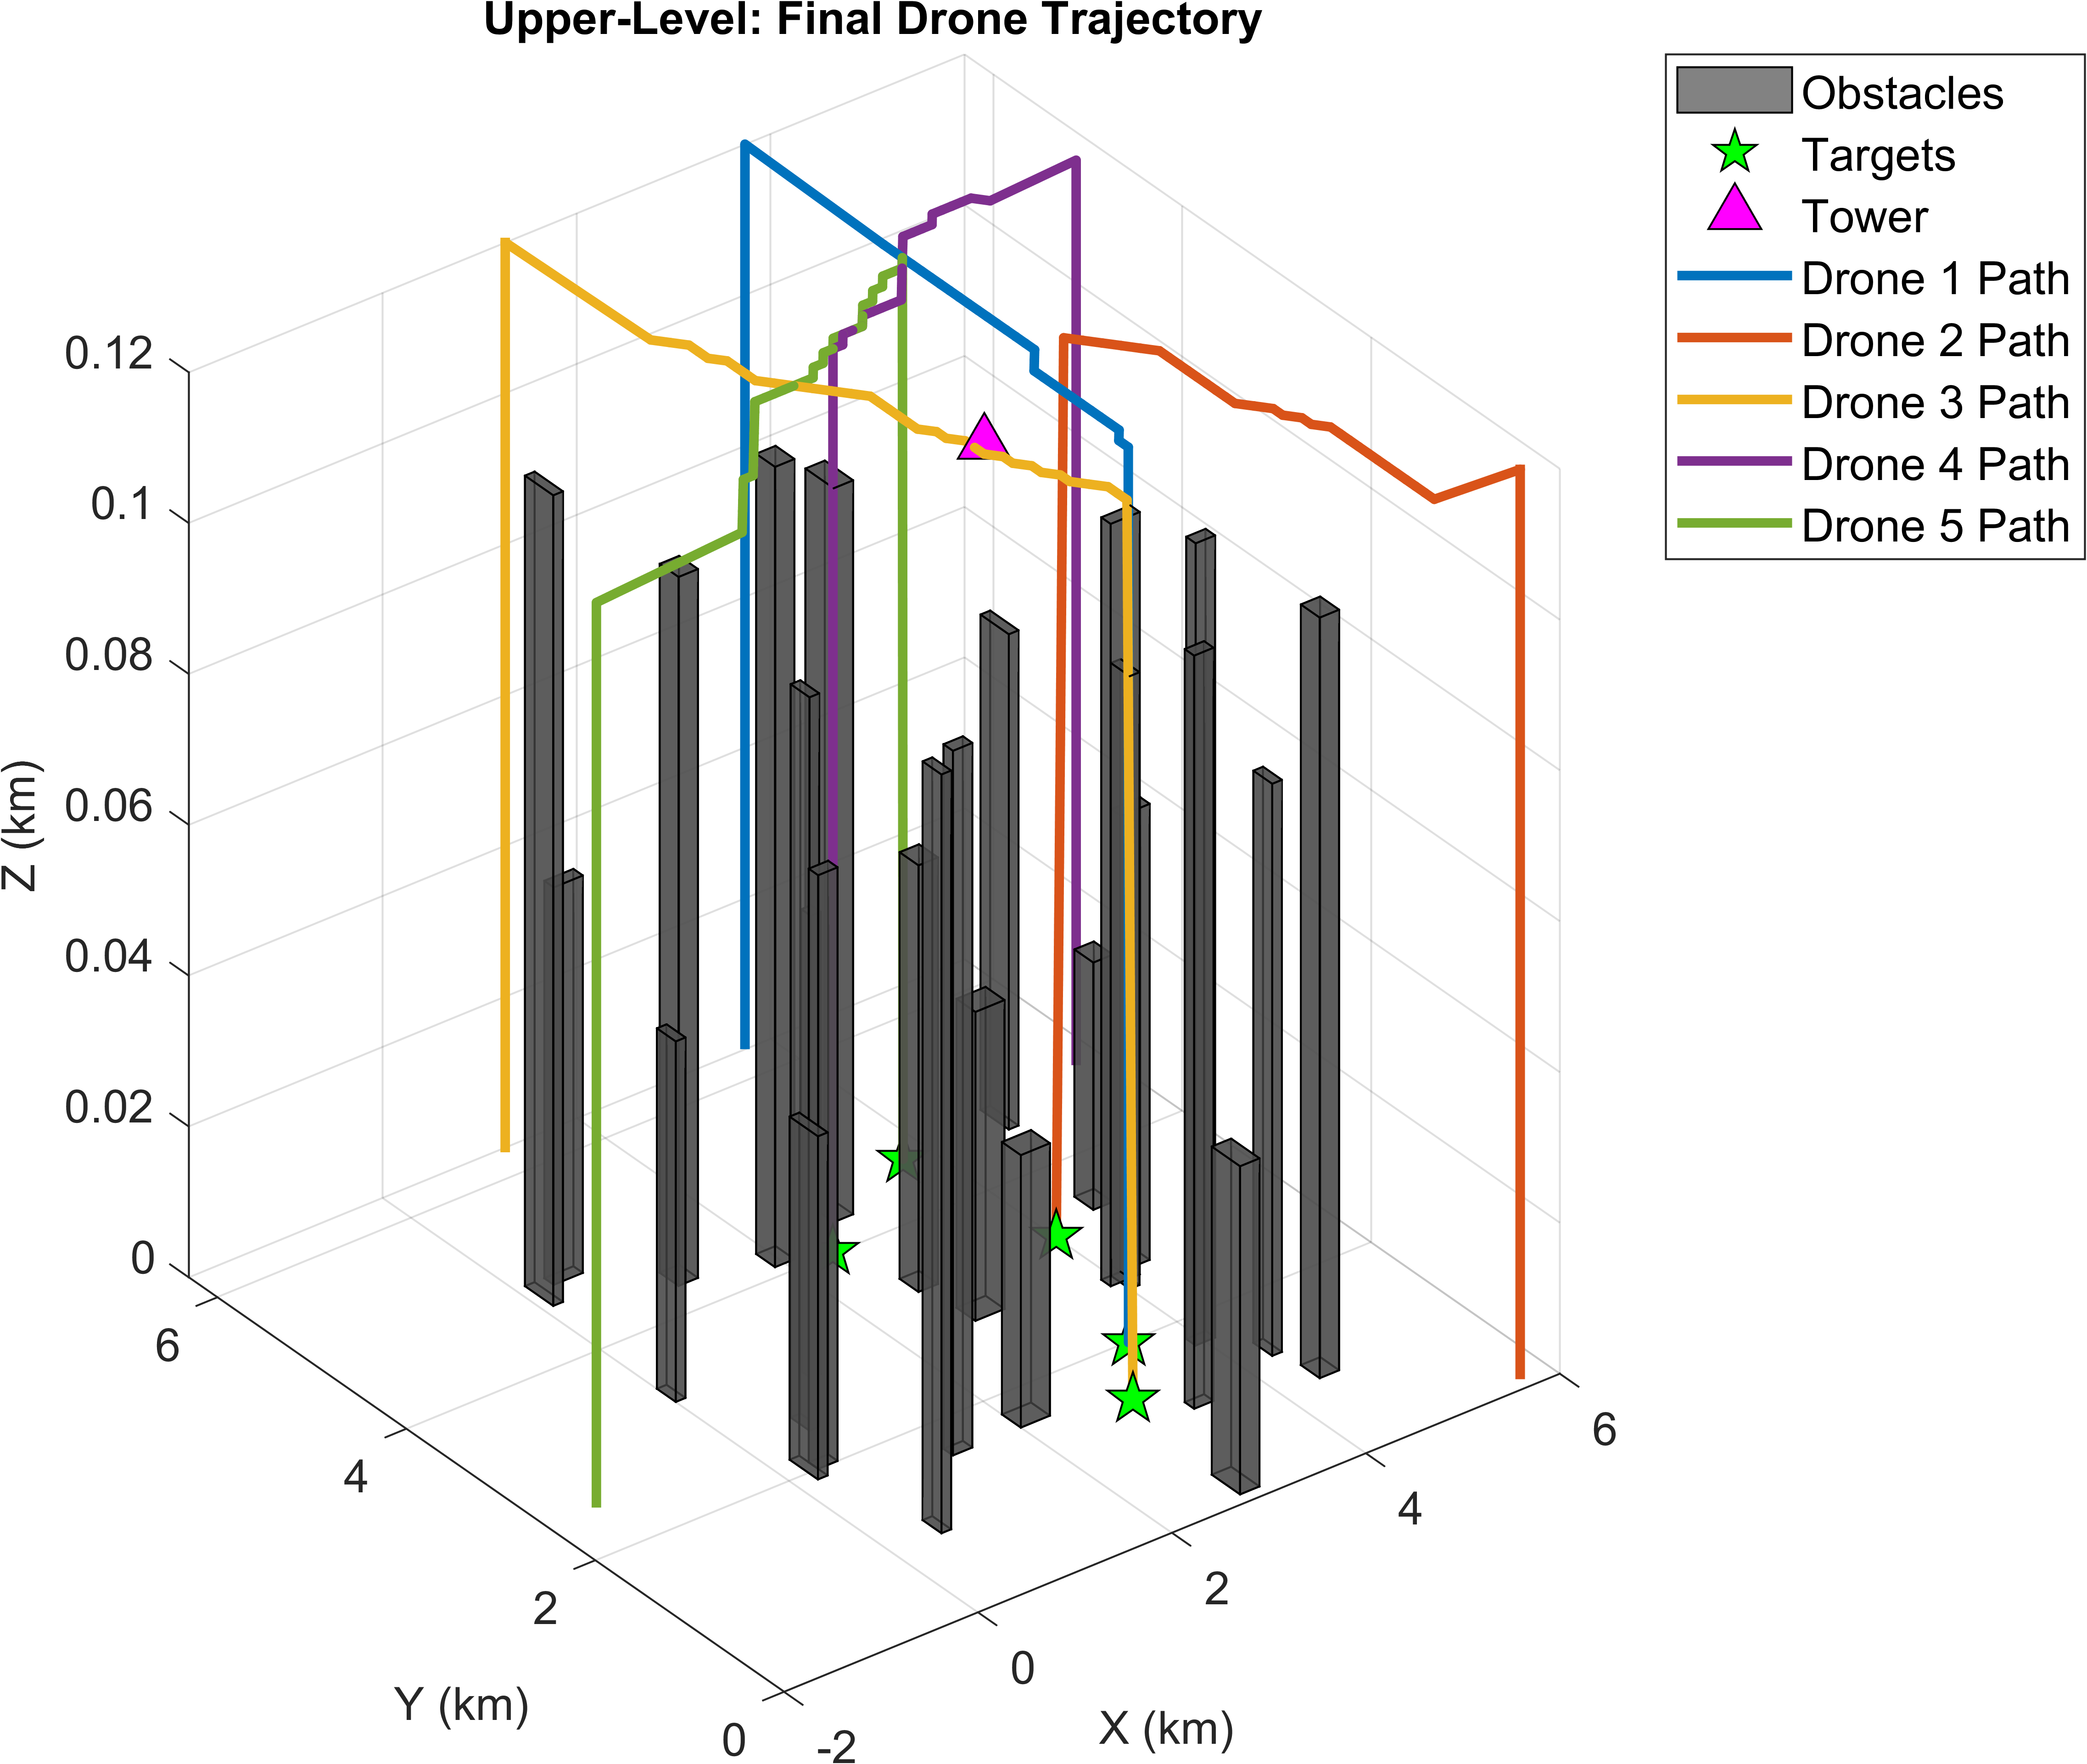 Upper-Level: Final Drone Trajectory
Obstacles
Targets
Tower
Drone 1 Path
Drone 2 Path
Drone 3 Path
Drone 4 Path
Drone 5 Path
0.12
0.1
0.08
0.06
0.04
0.02
0
Z (km)
6
4
2
0
Y (km)
-2
0
2
4
6
X (km)